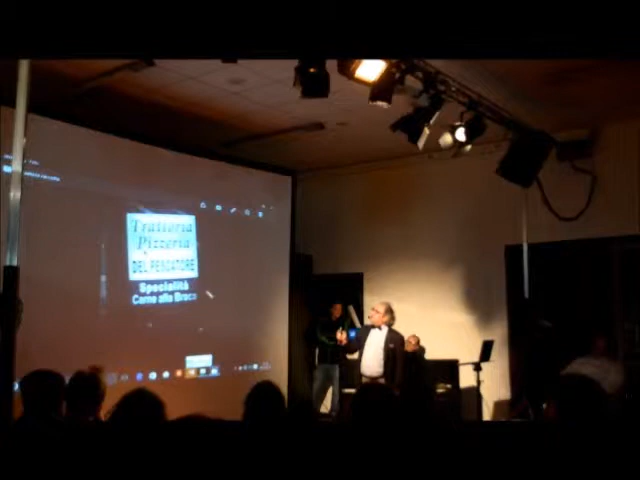 Trattoria
Pizzeria
DEL PESCATORE
Specialità
Carne alla Brace